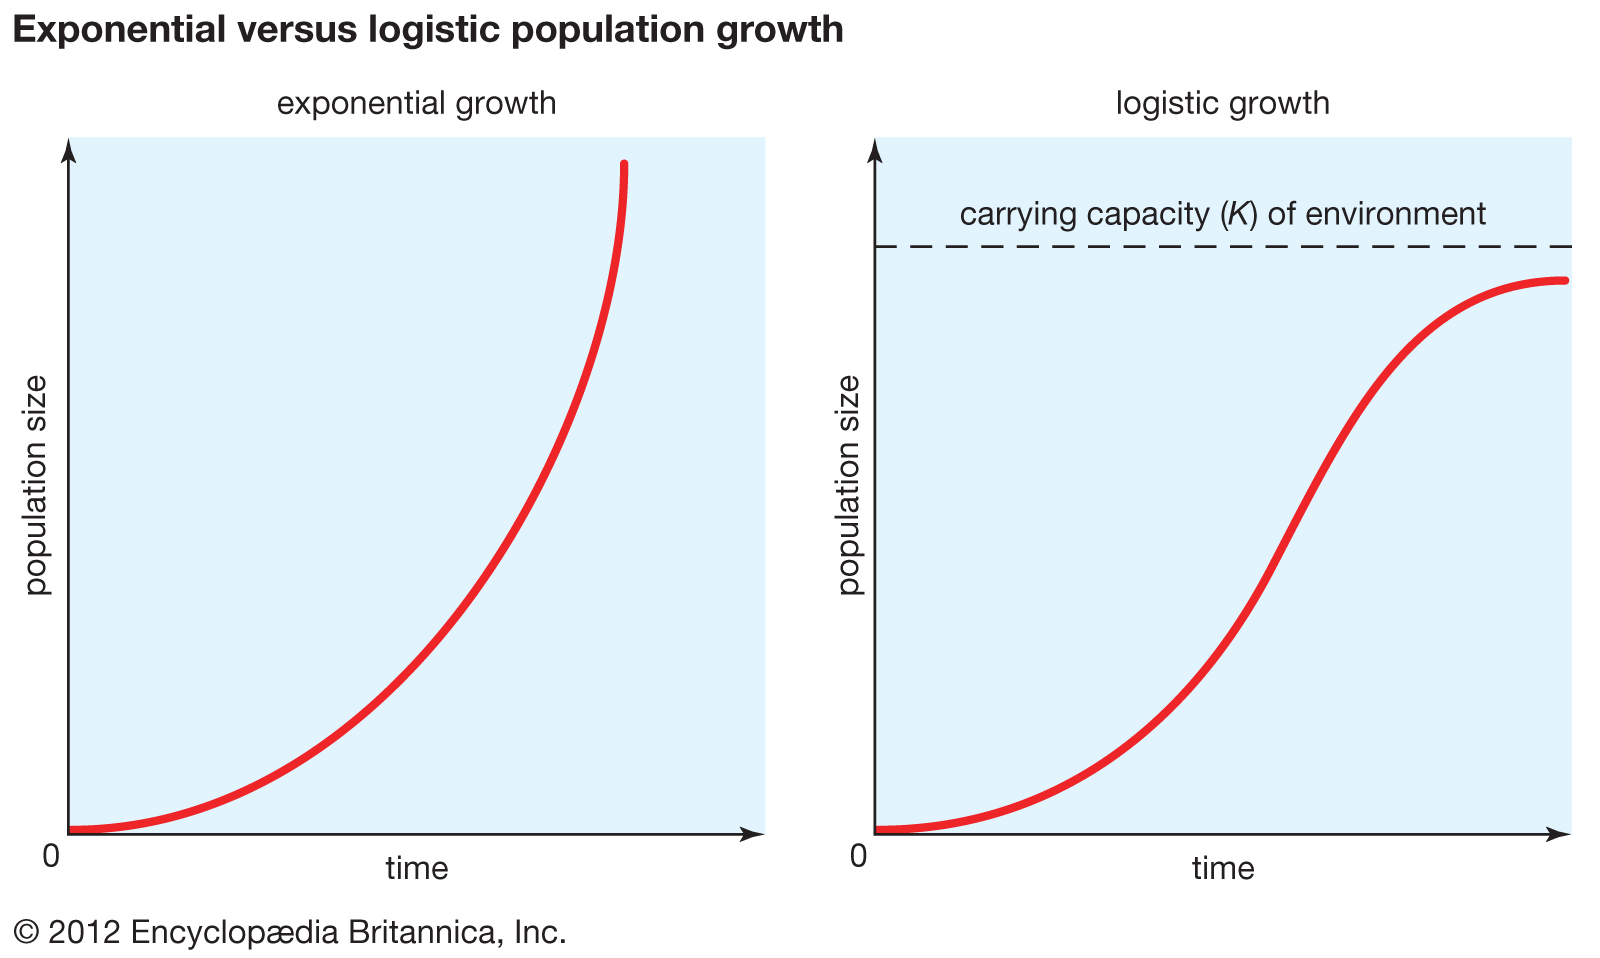 Exponential versus logistic population growth
exponential growth
population size
0
time
logistic growth
carrying capacity (K) of environment
population size
0
time
© 2012 Encyclopædia Britannica, Inc.